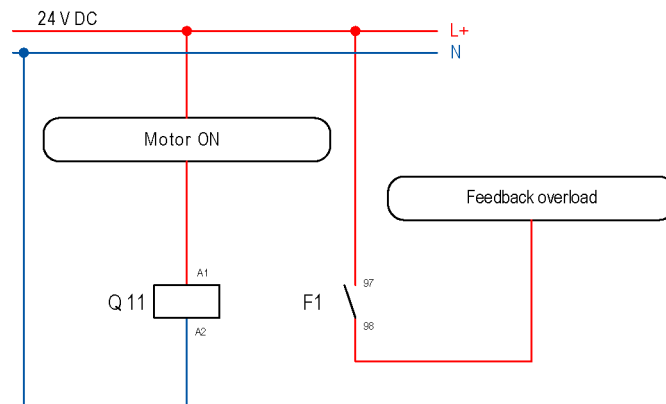 24 V DC
L+
N
Motor ON
Feedback overload
A1
Q 11
A2
F1
97
98